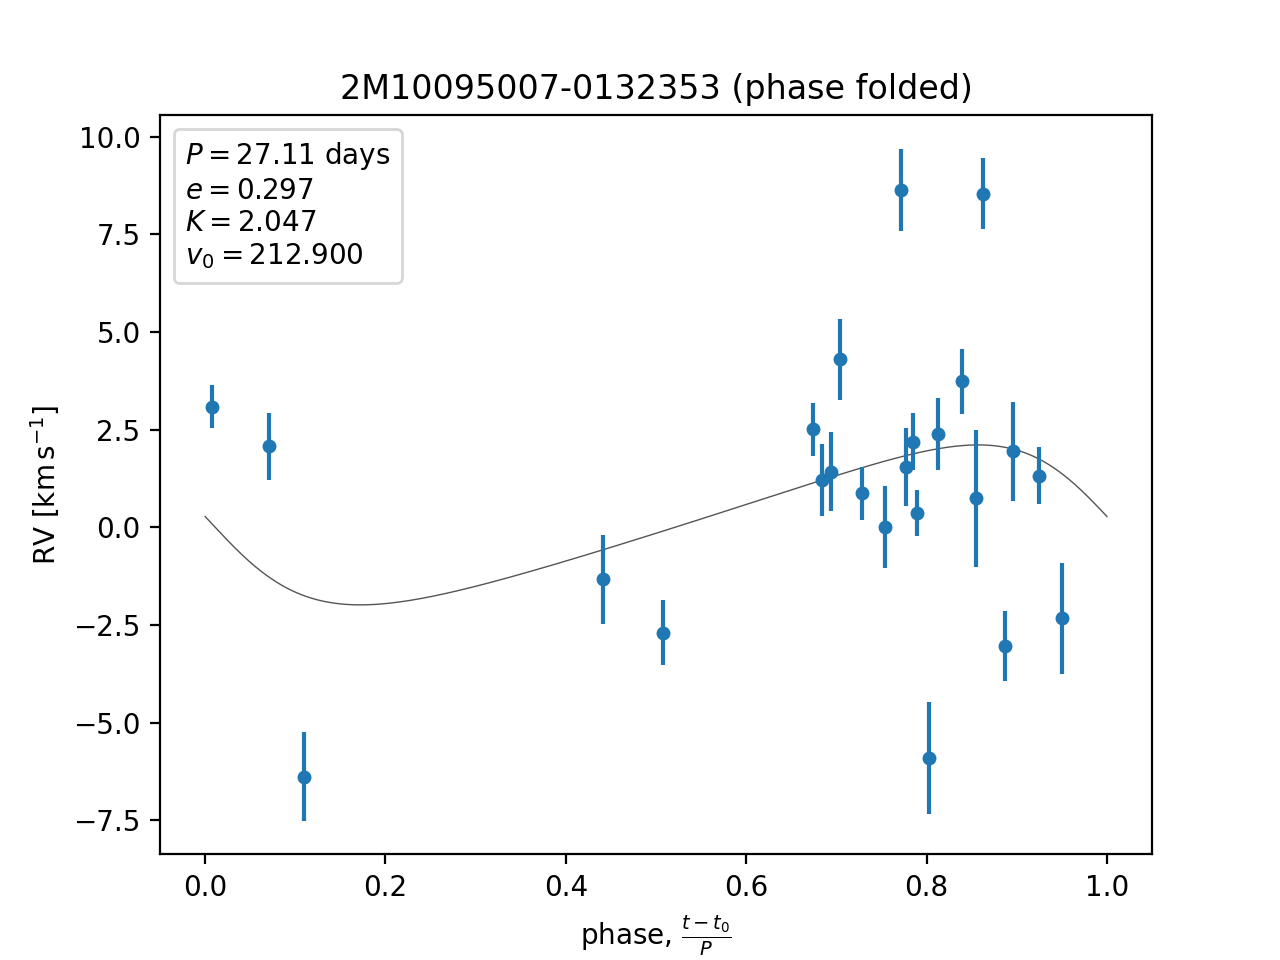 2M10095007-0132353 (phase folded)
P = 27.11 days
e = 0.297
K = 2.047
v₀ = 212.900
10.0
7.5
5.0
2.5
0.0
−2.5
−5.0
−7.5
RV [km s⁻¹]
0.0 0.2 0.4 0.6 0.8 1.0
phase, (t − t₀)/P